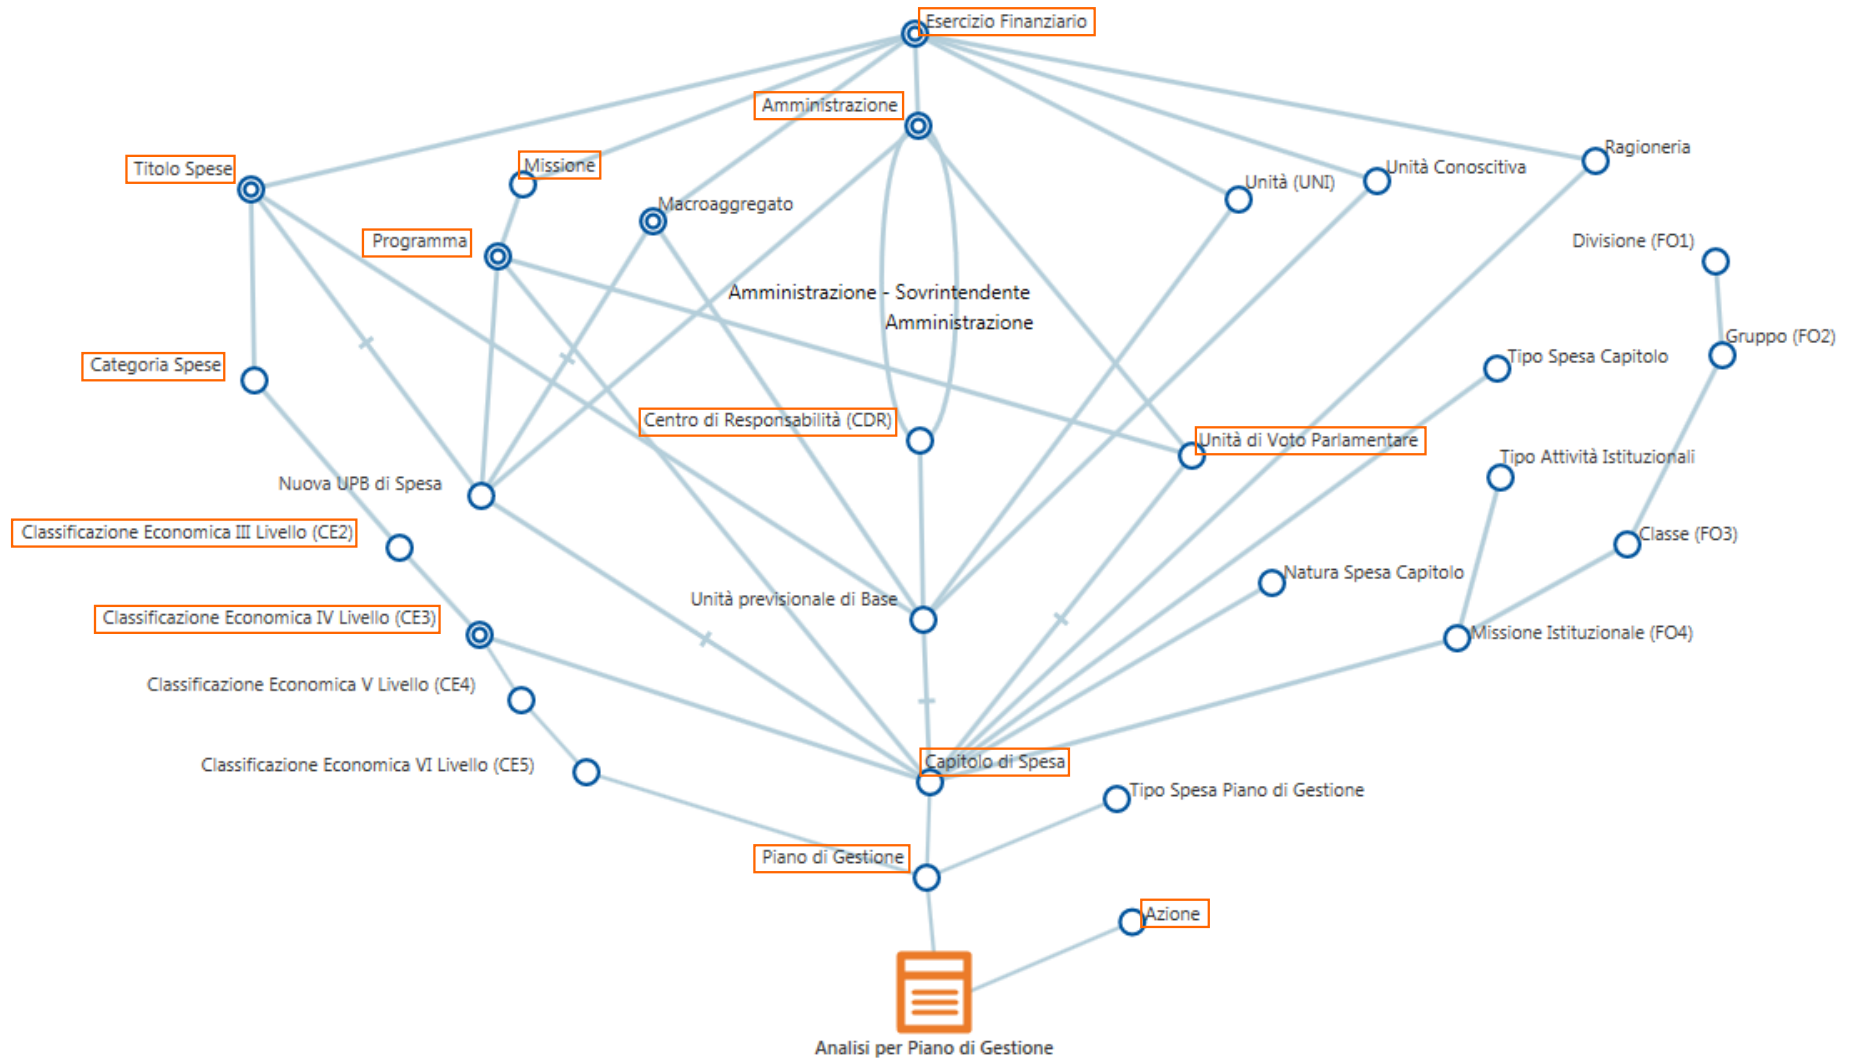 Esercizio Finanziario
Amministrazione
Ragioneria
Titolo Spese
Missione
Unità Conoscitiva
Unità (UNI)
Macroaggregato
Programma
Divisione (FO1)
Amministrazione - Sovrintendente
Amministrazione
Gruppo (FO2)
Tipo Spesa Capitolo
Categoria Spese
Centro di Responsabilità (CDR)
Unità di Voto Parlamentare
Tipo Attività Istituzionali
Nuova UPB di Spesa
Classificazione Economica III Livello (CE2)
Classe (FO3)
Natura Spesa Capitolo
Unità previsionale di Base
Classificazione Economica IV Livello (CE3)
Missione Istituzionale (FO4)
Classificazione Economica V Livello (CE4)
Capitolo di Spesa
Classificazione Economica VI Livello (CE5)
Tipo Spesa Piano di Gestione
Piano di Gestione
Azione
Analisi per Piano di Gestione